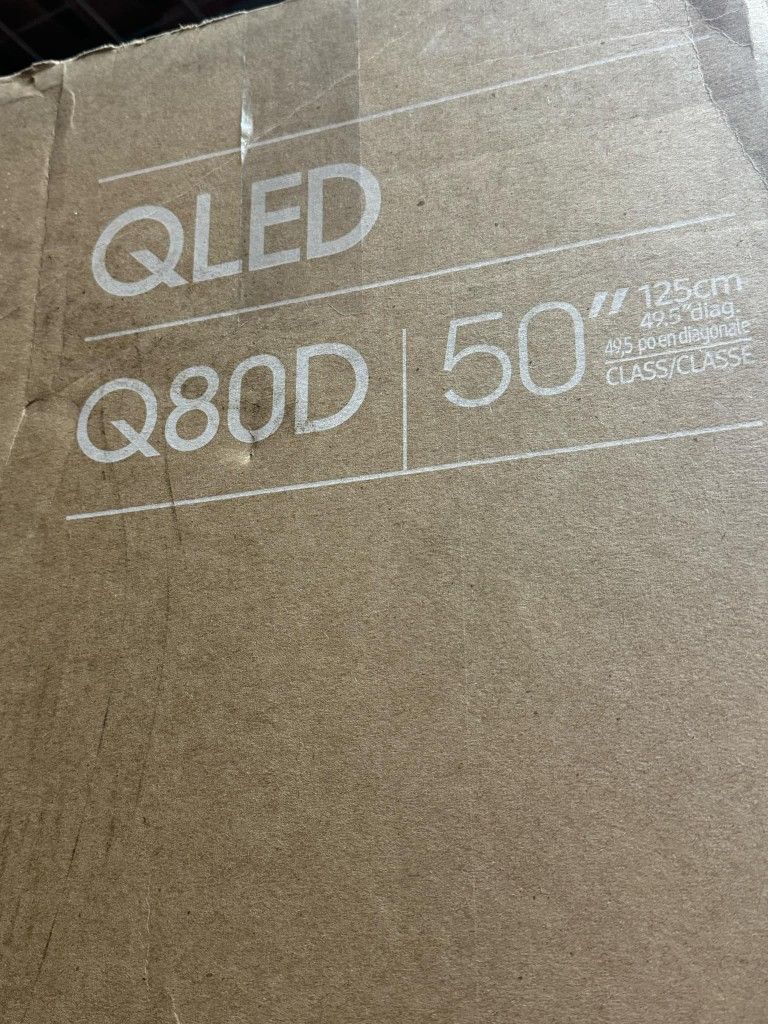 QLED
Q80D
50"
125cm
49.5"diag.
49,5 po en diagonale
CLASS/CLASSE